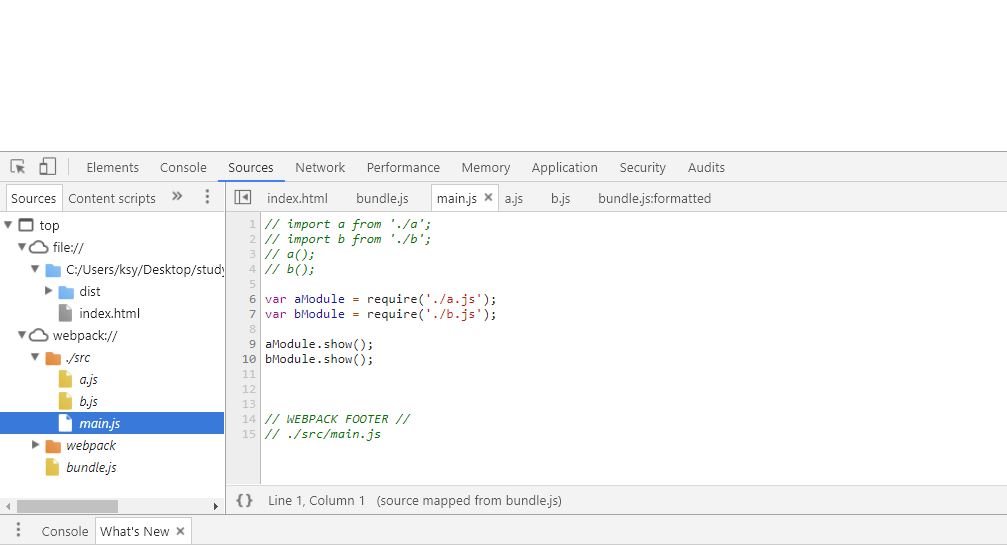 Elements Console Sources Network Performance Memory Application Security Audits
Sources Content scripts »
index.html bundle.js main.js × a.js b.js bundle.js:formatted
top
file://
C:/Users/ksy/Desktop/study
dist
index.html
webpack://
./src
a.js
b.js
main.js
webpack
bundle.js
1 // import a from './a';
2 // import b from './b';
3 // a();
4 // b();
5
6 var aModule = require('./a.js');
7 var bModule = require('./b.js');
8
9 aModule.show();
10 bModule.show();
11
12
13
14 // WEBPACK FOOTER //
15 // ./src/main.js
{} Line 1, Column 1 (source mapped from bundle.js)
Console What's New ×